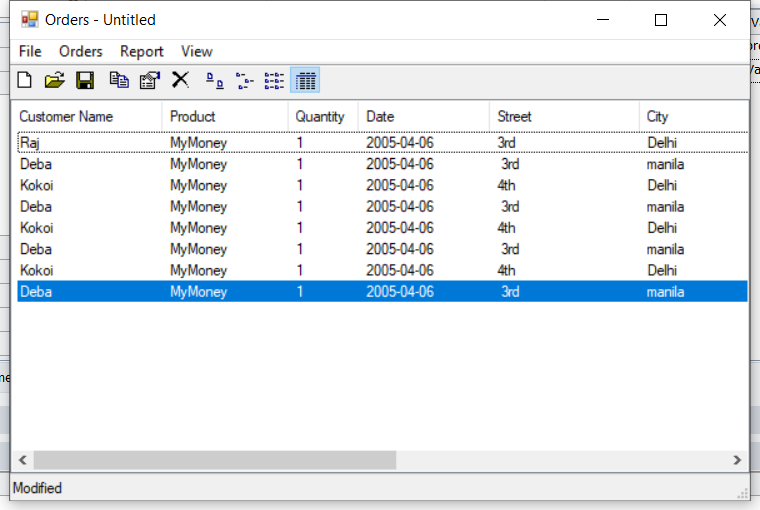 Orders - Untitled
File Orders Report View
Customer Name Product Quantity Date Street City
Raj MyMoney 1 2005-04-06 3rd Delhi
Deba MyMoney 1 2005-04-06 3rd manila
Kokoi MyMoney 1 2005-04-06 4th Delhi
Deba MyMoney 1 2005-04-06 3rd manila
Kokoi MyMoney 1 2005-04-06 4th Delhi
Deba MyMoney 1 2005-04-06 3rd manila
Kokoi MyMoney 1 2005-04-06 4th Delhi
Deba MyMoney 1 2005-04-06 3rd manila
Modified